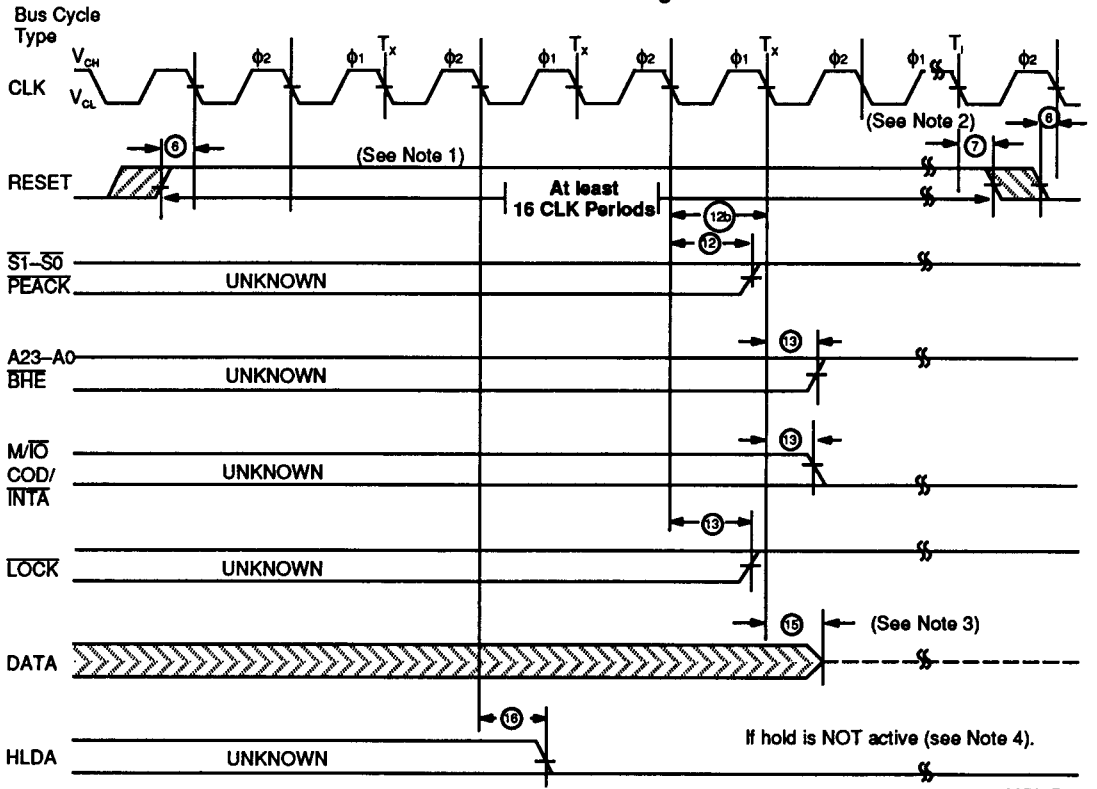 Bus Cycle
Type
V_CH
V_CL
CLK
ϕ2
ϕ1
T_X
ϕ2
ϕ1
T_X
ϕ2
ϕ1
T_X
ϕ2
ϕ1
T_I
ϕ2
(See Note 2)
8
6
(See Note 1)
7
RESET
At least
16 CLK Periods
12b
12
S1–S0
PEACK
UNKNOWN
13
A23–A0
BHE
UNKNOWN
13
M/IO
COD/
INTA
UNKNOWN
13
LOCK
UNKNOWN
15
(See Note 3)
DATA
16
HLDA
UNKNOWN
If hold is NOT active (see Note 4).